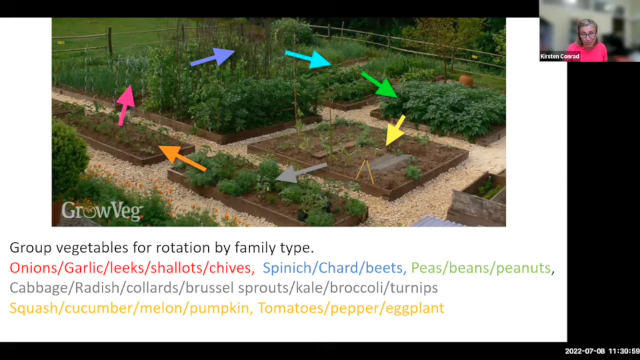 Kirsten Conrad
GrowVeg
Group vegetables for rotation by family type.
Onions/Garlic/leeks/shallots/chives, Spinich/Chard/beets, Peas/beans/peanuts,
Cabbage/Radish/collards/brussel sprouts/kale/broccoli/turnips
Squash/cucumber/melon/pumpkin, Tomatoes/pepper/eggplant
2022-07-08 11:30:59